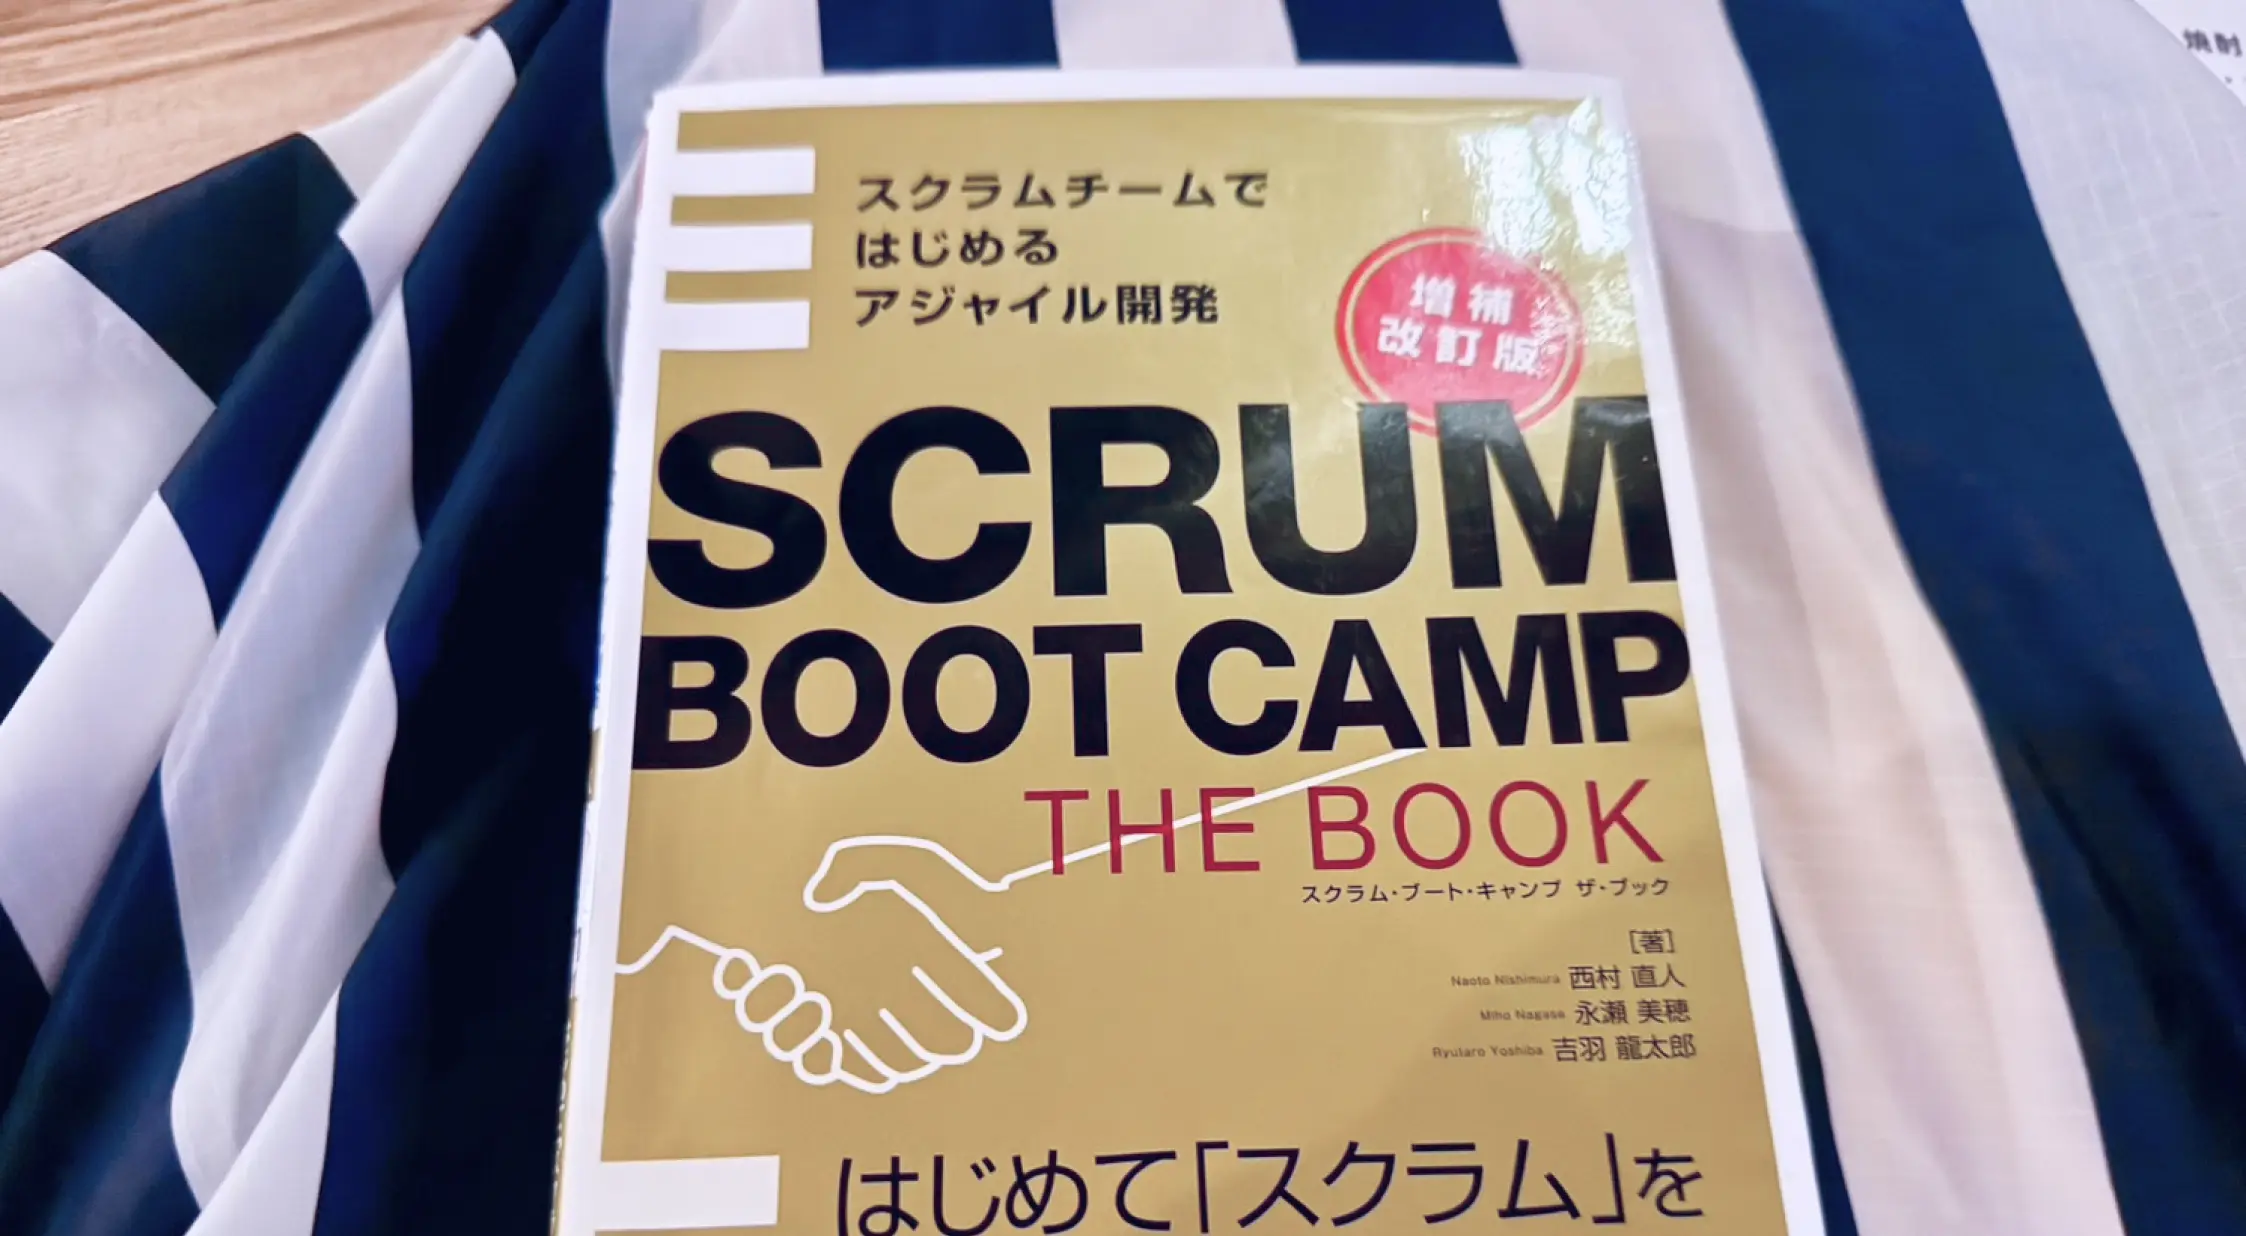 焼酎
スクラムチームで
はじめる
アジャイル開発
増補
改訂版
SCRUM
BOOT CAMP
THE BOOK
スクラム・ブート・キャンプ ザ・ブック
[著]
Naoto Nishimura 西村 直人
Miho Nagase 永瀬 美穂
Ryutaro Yoshiba 吉羽 龍太郎
はじめて「スクラム」を